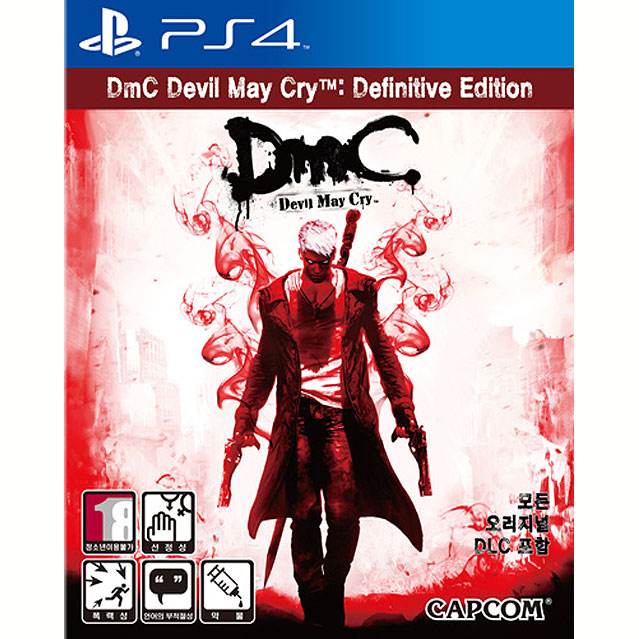 PS4™
DmC Devil May Cry™: Definitive Edition
DmC
Devil May Cry™
모든
오리지널
DLC 포함
18
청소년이용불가
선정성
폭력성
언어의 부적절성
약물
CAPCOM®